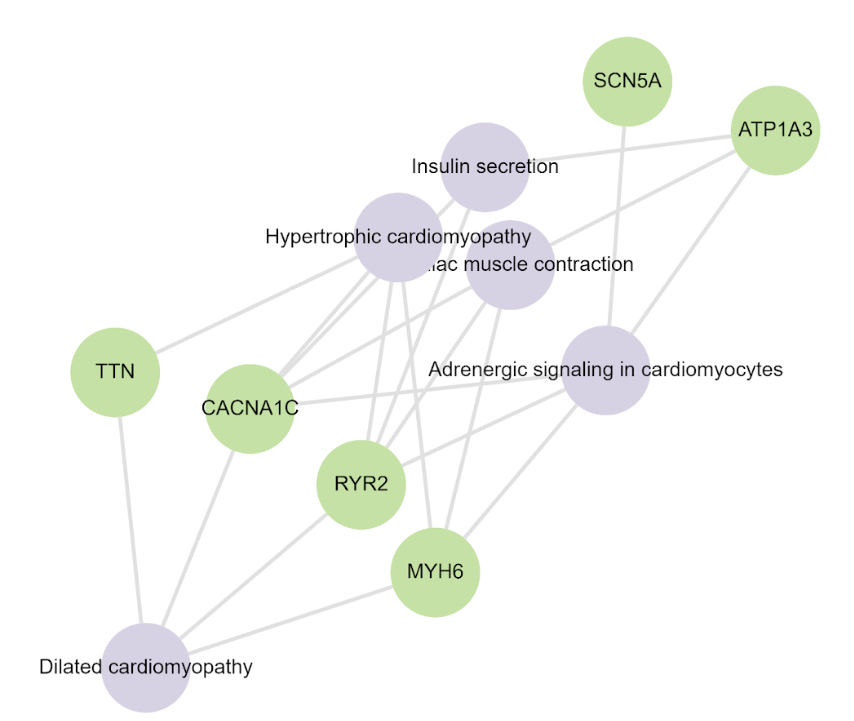 SCN5A
ATP1A3
Insulin secretion
Hypertrophic cardiomyopathy
muscle contraction
Adrenergic signaling in cardiomyocytes
TTN
CACNA1C
RYR2
MYH6
Dilated cardiomyopathy